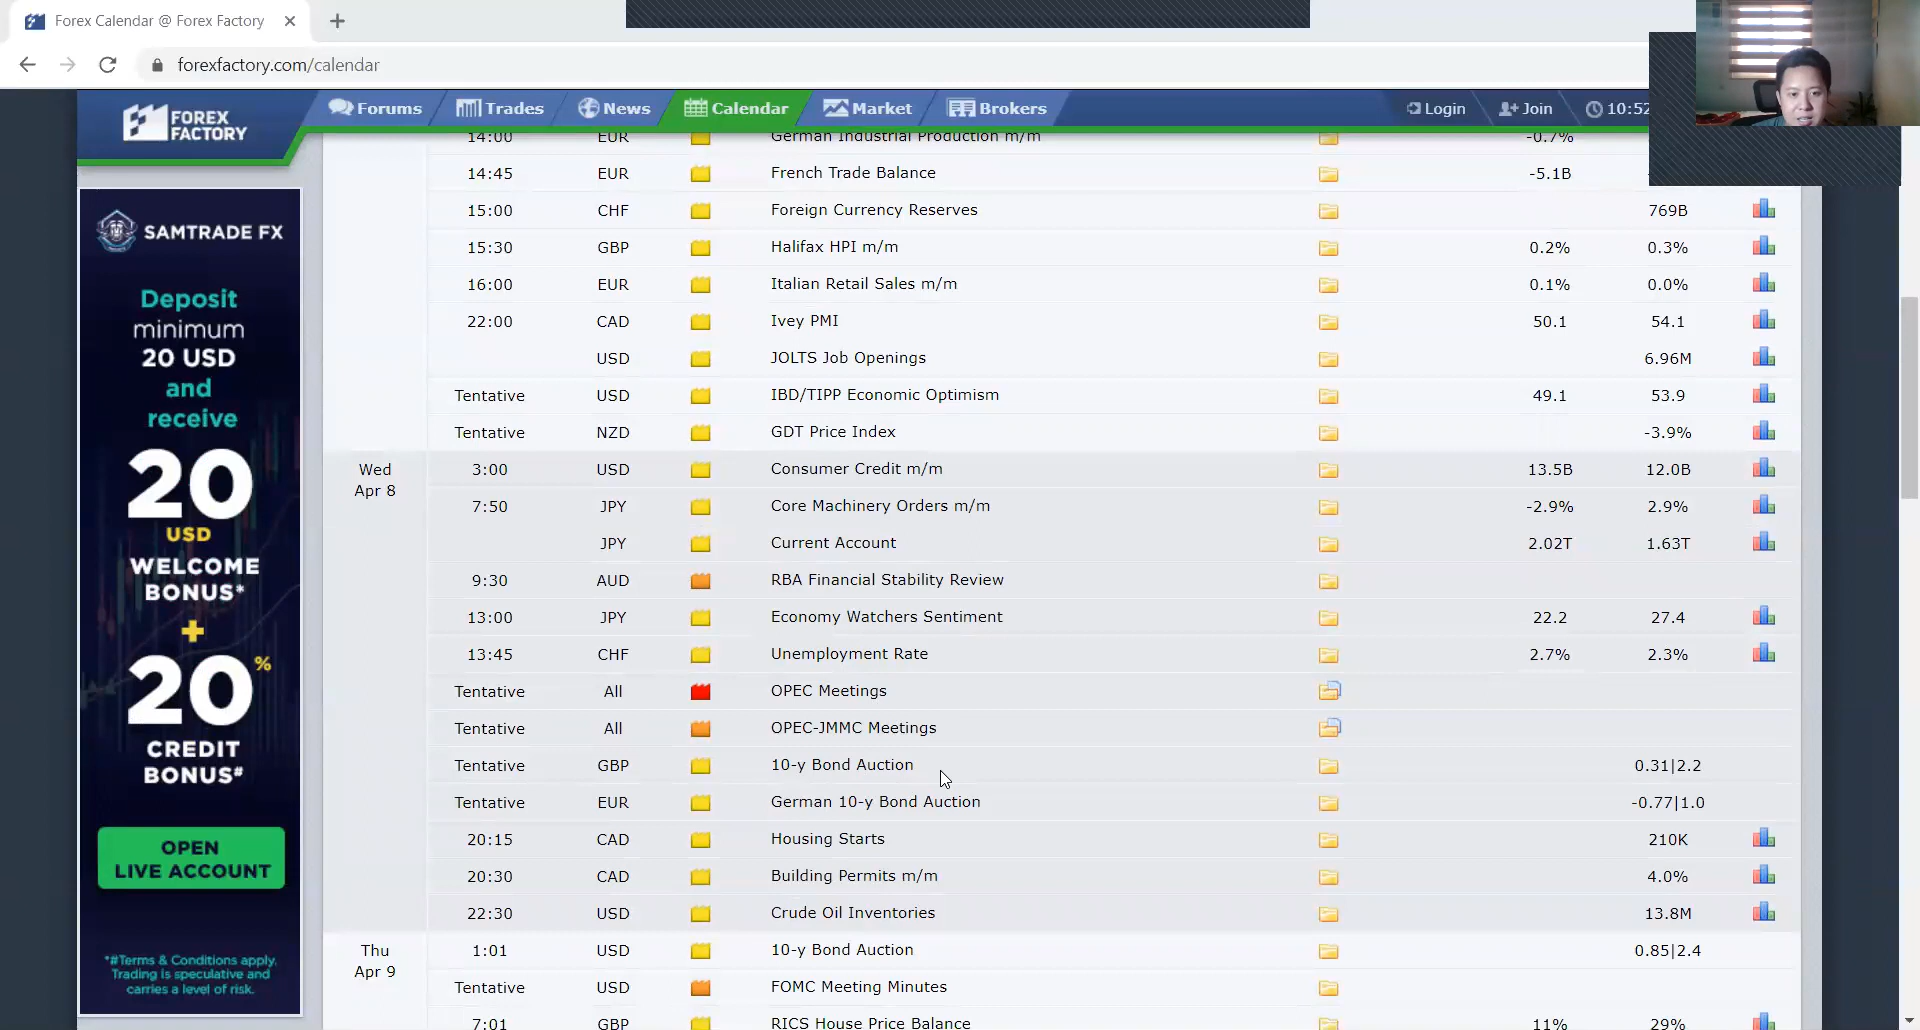 Forex Calendar @ Forex Factory
forexfactory.com/calendar
FOREX
FACTORY
Forums
Trades
News
Calendar
Market
Brokers
Login
Join
10:52
14:00 EUR German Industrial Production m/m -0.7%
14:45 EUR French Trade Balance -5.1B
15:00 CHF Foreign Currency Reserves 769B
15:30 GBP Halifax HPI m/m 0.2% 0.3%
16:00 EUR Italian Retail Sales m/m 0.1% 0.0%
22:00 CAD Ivey PMI 50.1 54.1
USD JOLTS Job Openings 6.96M
Tentative USD IBD/TIPP Economic Optimism 49.1 53.9
Tentative NZD GDT Price Index -3.9%
Wed
Apr 8
3:00 USD Consumer Credit m/m 13.5B 12.0B
7:50 JPY Core Machinery Orders m/m -2.9% 2.9%
JPY Current Account 2.02T 1.63T
9:30 AUD RBA Financial Stability Review
13:00 JPY Economy Watchers Sentiment 22.2 27.4
13:45 CHF Unemployment Rate 2.7% 2.3%
Tentative All OPEC Meetings
Tentative All OPEC-JMMC Meetings
Tentative GBP 10-y Bond Auction 0.31|2.2
Tentative EUR German 10-y Bond Auction -0.77|1.0
20:15 CAD Housing Starts 210K
20:30 CAD Building Permits m/m 4.0%
22:30 USD Crude Oil Inventories 13.8M
Thu
Apr 9
1:01 USD 10-y Bond Auction 0.85|2.4
Tentative USD FOMC Meeting Minutes
7:01 GBP RICS House Price Balance 11% 29%
SAMTRADE FX
Deposit
minimum
20 USD
and
receive
20
USD
WELCOME
BONUS*
+
20%
CREDIT
BONUS#
OPEN
LIVE ACCOUNT
*#Terms & Conditions apply.
Trading is speculative and
carries a level of risk.